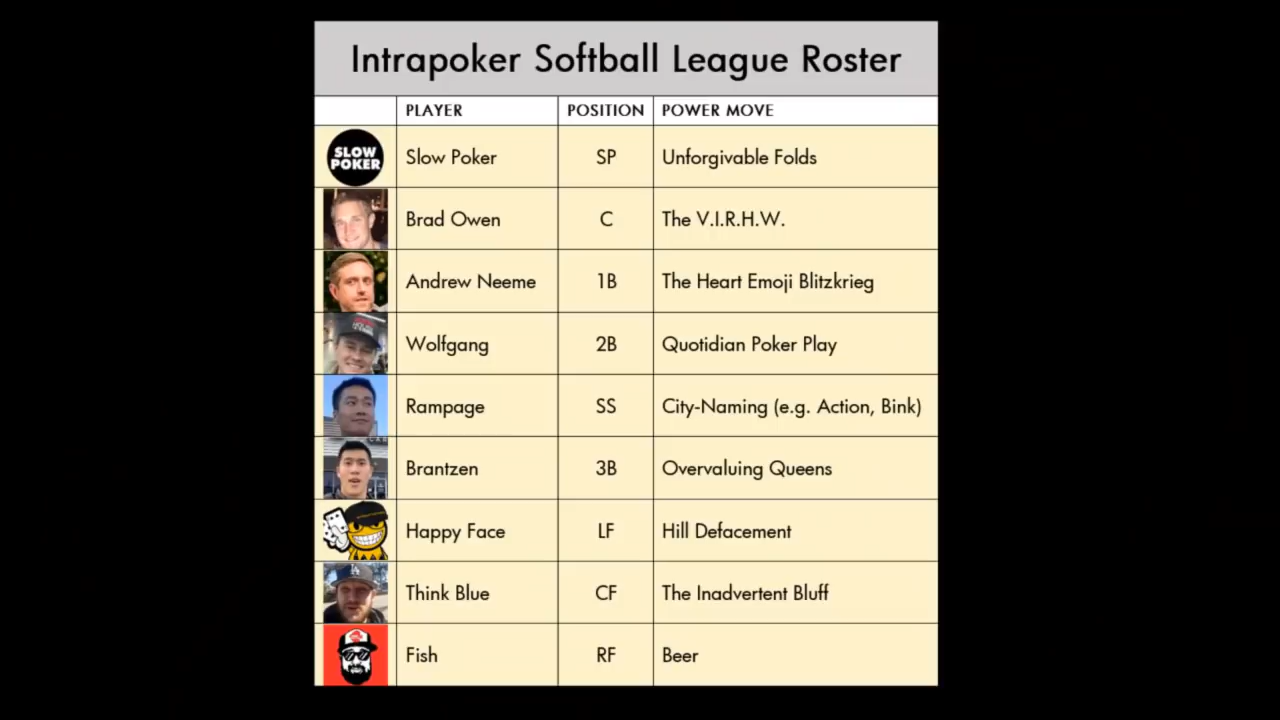 Intrapoker Softball League Roster
PLAYER POSITION POWER MOVE
SLOW
POKER
Slow Poker SP Unforgivable Folds
Brad Owen C The V.I.R.H.W.
Andrew Neeme 1B The Heart Emoji Blitzkrieg
Wolfgang 2B Quotidian Poker Play
Rampage SS City-Naming (e.g. Action, Bink)
Brantzen 3B Overvaluing Queens
Happy Face LF Hill Defacement
Think Blue CF The Inadvertent Bluff
Fish RF Beer